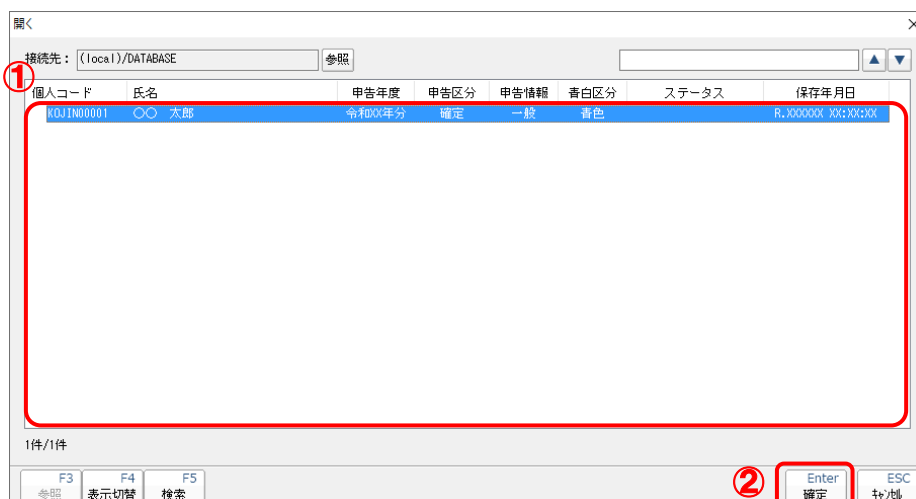 開く ×
接続先： (local)/DATABASE 参照 ▲ ▼
①
個人コード 氏名 申告年度 申告区分 申告情報 青白区分 ステータス 保存年月日
KOJIN00001 〇〇 太郎 令和XX年分 確定 一般 青色 R.XXXXXX XX:XX:XX
1件/1件
②
F3 F4 F5 Enter ESC
参照 表示切替 検索 確定 ｷｬﾝｾﾙ